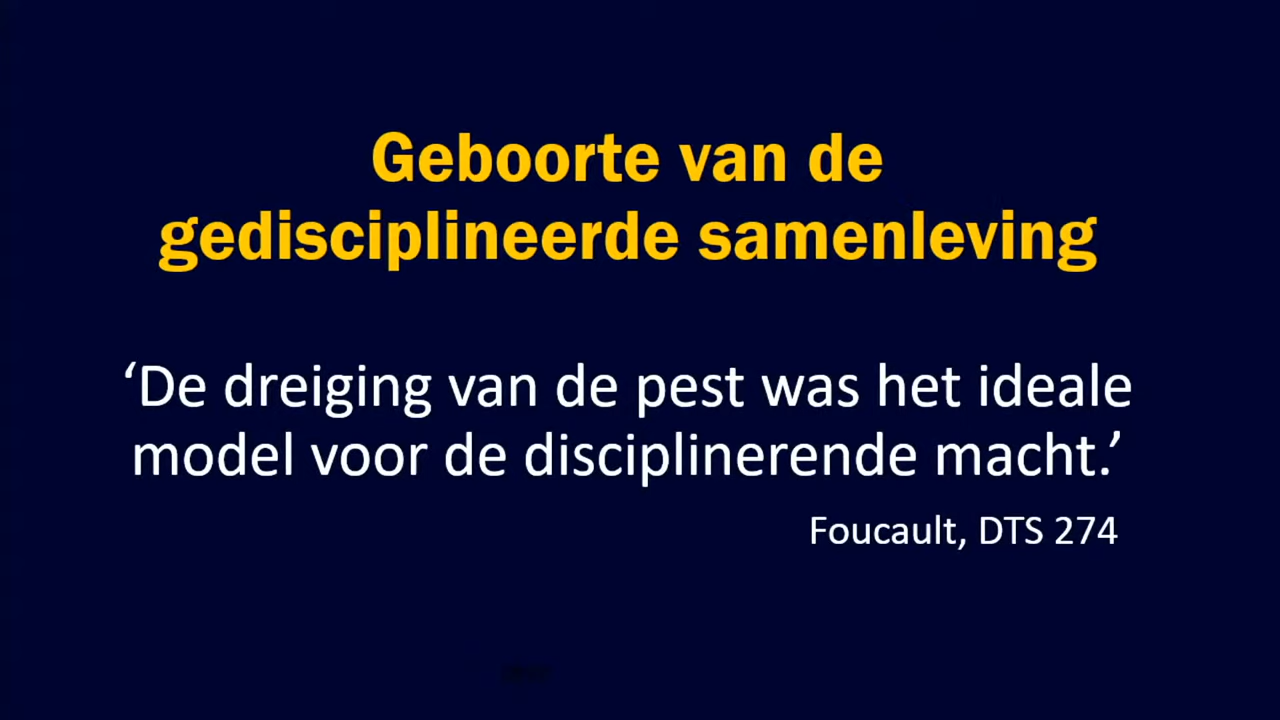 Geboorte van de
gedisciplineerde samenleving
‘De dreiging van de pest was het ideale
model voor de disciplinerende macht.’
Foucault, DTS 274